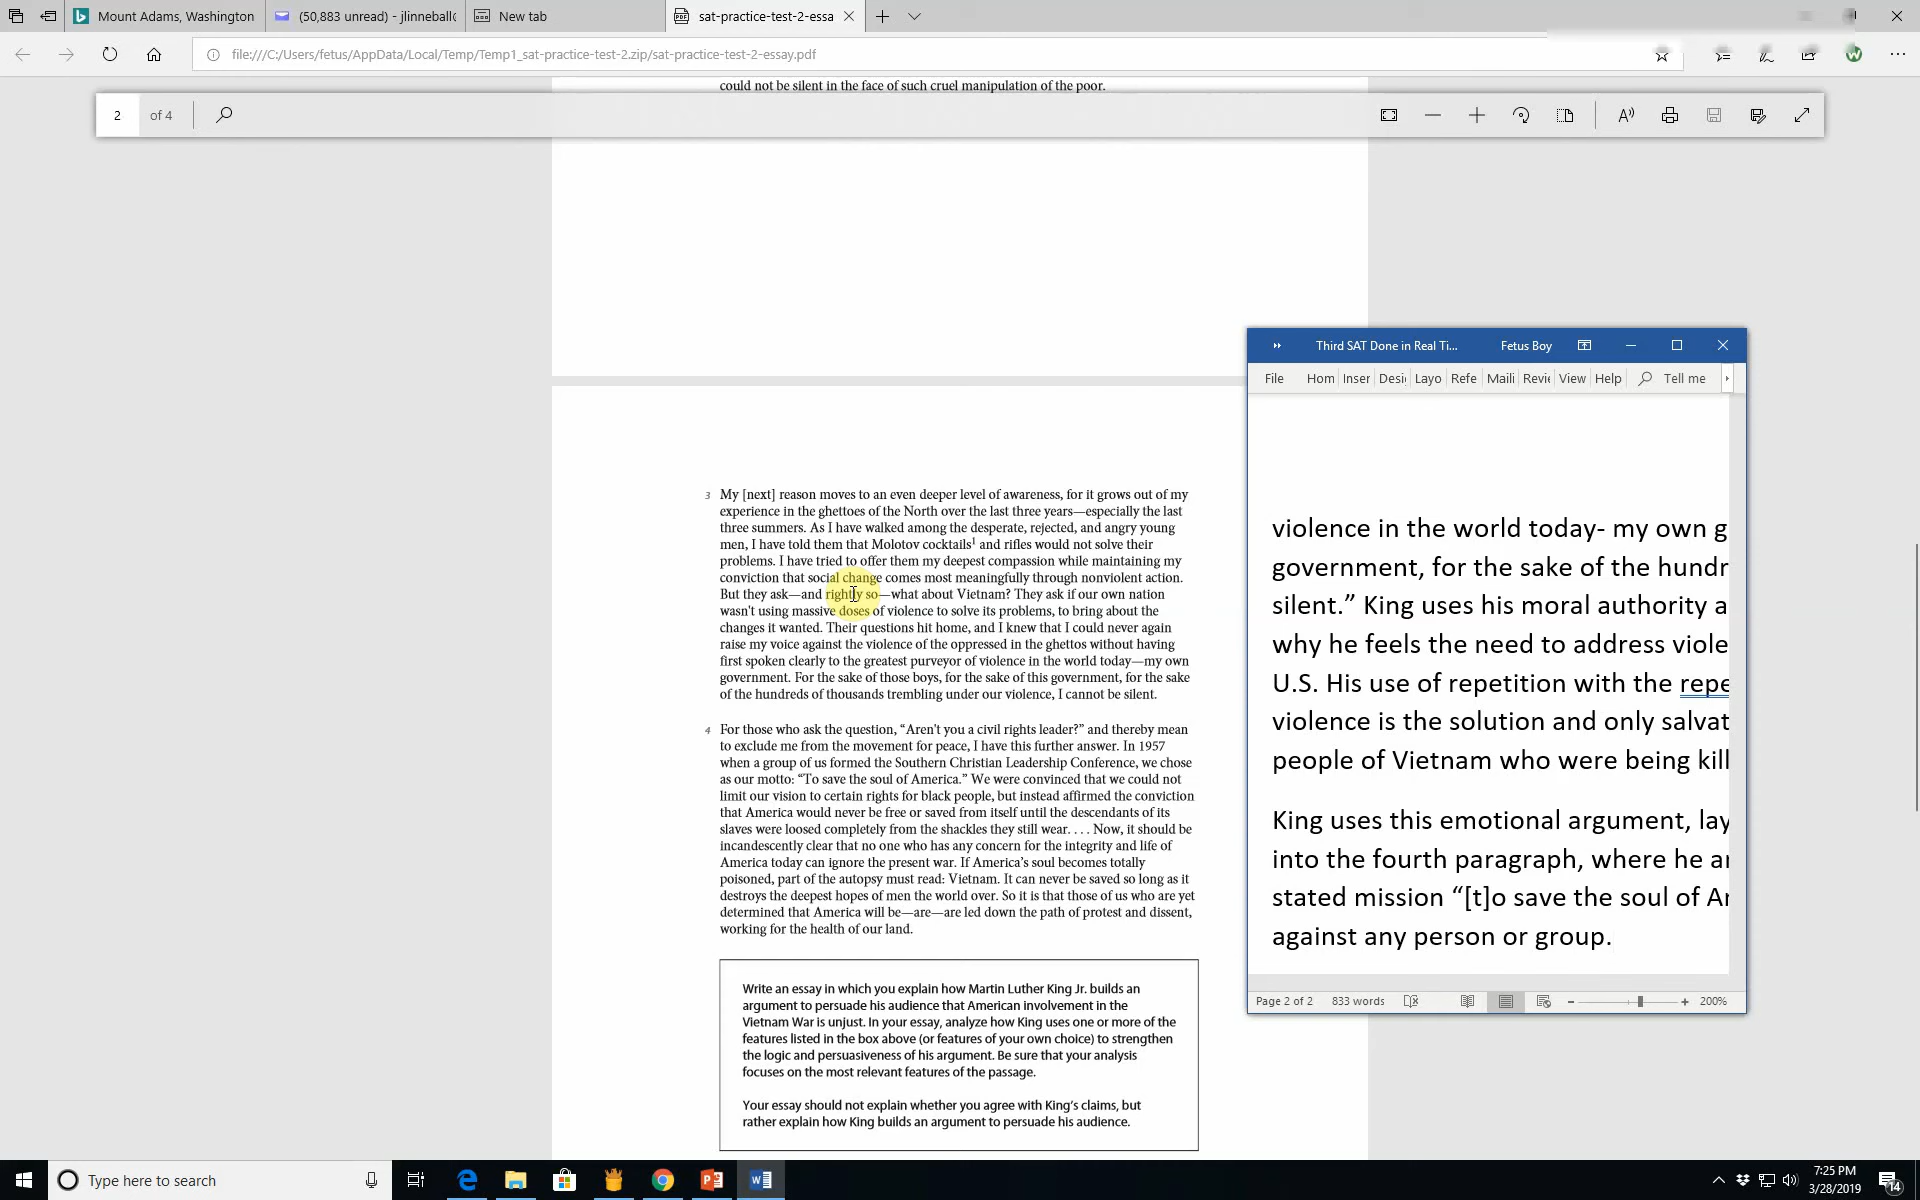 Mount Adams, Washington
(50,883 unread) - jlinneball
New tab
sat-practice-test-2-essa
file:///C:/Users/fetus/AppData/Local/Temp/Temp1_sat-practice-test-2.zip/sat-practice-test-2-essay.pdf
could not be silent in the face of such cruel manipulation of the poor.
2 of 4
3 My [next] reason moves to an even deeper level of awareness, for it grows out of my
experience in the ghettoes of the North over the last three years—especially the last
three summers. As I have walked among the desperate, rejected, and angry young
men, I have told them that Molotov cocktails¹ and rifles would not solve their
problems. I have tried to offer them my deepest compassion while maintaining my
conviction that social change comes most meaningfully through nonviolent action.
But they ask—and rightly so—what about Vietnam? They ask if our own nation
wasn't using massive doses of violence to solve its problems, to bring about the
changes it wanted. Their questions hit home, and I knew that I could never again
raise my voice against the violence of the oppressed in the ghettos without having
first spoken clearly to the greatest purveyor of violence in the world today—my own
government. For the sake of those boys, for the sake of this government, for the sake
of the hundreds of thousands trembling under our violence, I cannot be silent.
4 For those who ask the question, “Aren't you a civil rights leader?” and thereby mean
to exclude me from the movement for peace, I have this further answer. In 1957
when a group of us formed the Southern Christian Leadership Conference, we chose
as our motto: “To save the soul of America.” We were convinced that we could not
limit our vision to certain rights for black people, but instead affirmed the conviction
that America would never be free or saved from itself until the descendants of its
slaves were loosed completely from the shackles they still wear. . . . Now, it should be
incandescently clear that no one who has any concern for the integrity and life of
America today can ignore the present war. If America’s soul becomes totally
poisoned, part of the autopsy must read: Vietnam. It can never be saved so long as it
destroys the deepest hopes of men the world over. So it is that those of us who are yet
determined that America will be—are—are led down the path of protest and dissent,
working for the health of our land.
Write an essay in which you explain how Martin Luther King Jr. builds an
argument to persuade his audience that American involvement in the
Vietnam War is unjust. In your essay, analyze how King uses one or more of the
features listed in the box above (or features of your own choice) to strengthen
the logic and persuasiveness of his argument. Be sure that your analysis
focuses on the most relevant features of the passage.
Your essay should not explain whether you agree with King’s claims, but
rather explain how King builds an argument to persuade his audience.
Third SAT Done in Real Ti... Fetus Boy
File Hom Inser Desi Layo Refe Maili Revie View Help Tell me
violence in the world today- my own g
government, for the sake of the hundr
silent.” King uses his moral authority a
why he feels the need to address viole
U.S. His use of repetition with the repe
violence is the solution and only salvat
people of Vietnam who were being kill
King uses this emotional argument, lay
into the fourth paragraph, where he ar
stated mission “[t]o save the soul of Am
against any person or group.
Page 2 of 2 833 words 200%
Type here to search
7:25 PM
3/28/2019
14